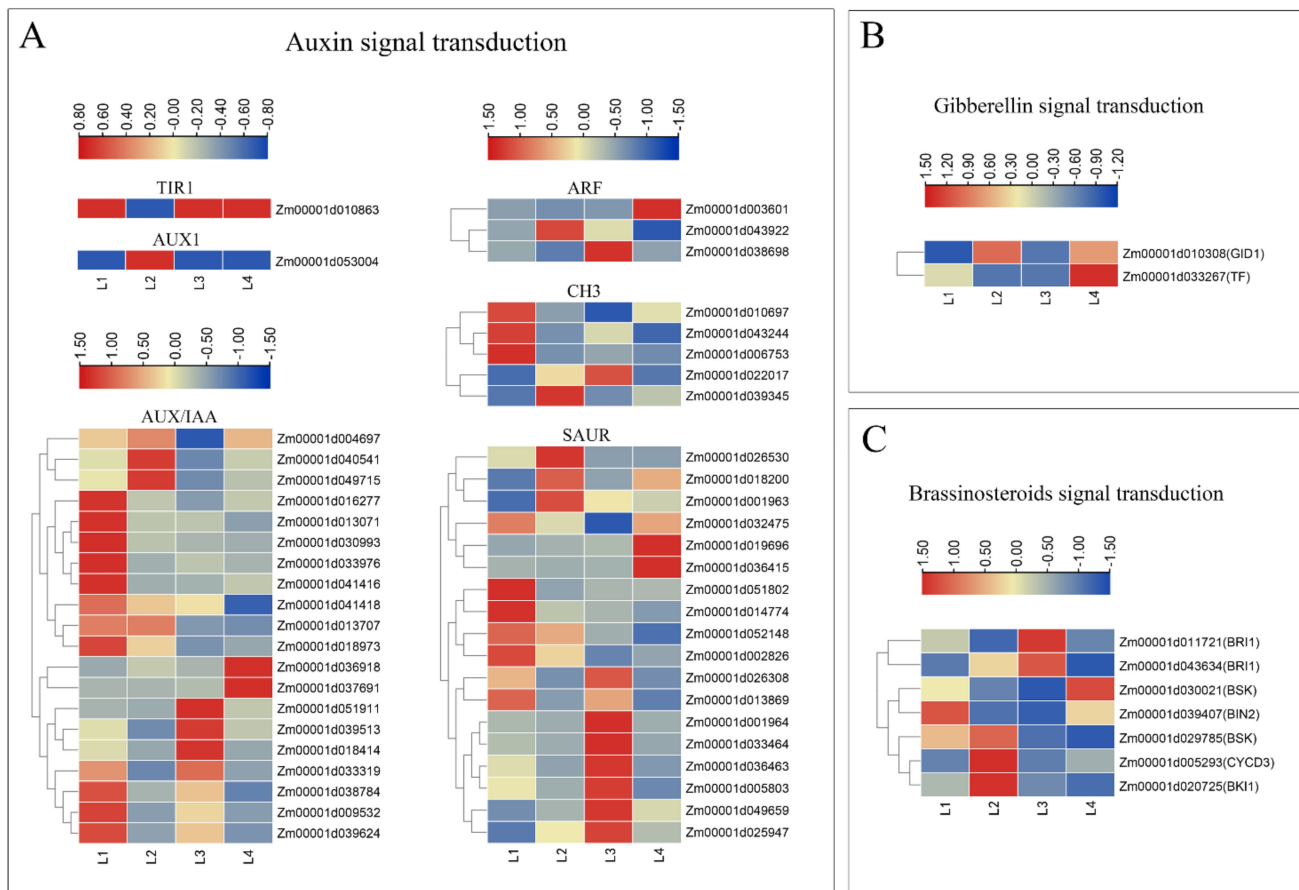 A
Auxin signal transduction
0.80 0.60 0.40 0.20 -0.00 -0.20 -0.40 -0.60 -0.80
TIR1
Zm00001d010863
AUX1
Zm00001d053004
L1 L2 L3 L4
1.50 1.00 0.50 0.00 -0.50 -1.00 -1.50
AUX/IAA
Zm00001d004697
Zm00001d040541
Zm00001d049715
Zm00001d016277
Zm00001d013071
Zm00001d030993
Zm00001d033976
Zm00001d041416
Zm00001d041418
Zm00001d013707
Zm00001d018973
Zm00001d036918
Zm00001d037691
Zm00001d051911
Zm00001d039513
Zm00001d018414
Zm00001d033319
Zm00001d038784
Zm00001d009532
Zm00001d039624
L1 L2 L3 L4
1.50 1.00 0.50 0.00 -0.50 -1.00 -1.50
ARF
Zm00001d003601
Zm00001d043922
Zm00001d038698
CH3
Zm00001d010697
Zm00001d043244
Zm00001d006753
Zm00001d022017
Zm00001d039345
SAUR
Zm00001d026530
Zm00001d018200
Zm00001d001963
Zm00001d032475
Zm00001d019696
Zm00001d036415
Zm00001d051802
Zm00001d014774
Zm00001d052148
Zm00001d002826
Zm00001d026308
Zm00001d013869
Zm00001d001964
Zm00001d033464
Zm00001d036463
Zm00001d005803
Zm00001d049659
Zm00001d025947
L1 L2 L3 L4
B
Gibberellin signal transduction
1.50 1.20 0.90 0.60 0.30 0.00 -0.30 -0.60 -0.90 -1.20
Zm00001d010308(GID1)
Zm00001d033267(TF)
L1 L2 L3 L4
C
Brassinosteroids signal transduction
1.50 1.00 0.50 0.00 -0.50 -1.00 -1.50
Zm00001d011721(BRI1)
Zm00001d043634(BRI1)
Zm00001d030021(BSK)
Zm00001d039407(BIN2)
Zm00001d029785(BSK)
Zm00001d005293(CYCD3)
Zm00001d020725(BKI1)
L1 L2 L3 L4